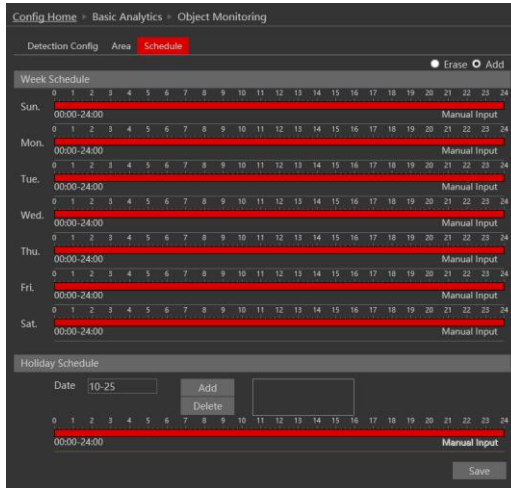 Config Home ▸ Basic Analytics ▸ Object Monitoring
Detection Config Area Schedule
Erase Add
Week Schedule
0 1 2 3 4 5 6 7 8 9 10 11 12 13 14 15 16 17 18 19 20 21 22 23 24
Sun.
00:00-24:00 Manual Input
0 1 2 3 4 5 6 7 8 9 10 11 12 13 14 15 16 17 18 19 20 21 22 23 24
Mon.
00:00-24:00 Manual Input
0 1 2 3 4 5 6 7 8 9 10 11 12 13 14 15 16 17 18 19 20 21 22 23 24
Tue.
00:00-24:00 Manual Input
0 1 2 3 4 5 6 7 8 9 10 11 12 13 14 15 16 17 18 19 20 21 22 23 24
Wed.
00:00-24:00 Manual Input
0 1 2 3 4 5 6 7 8 9 10 11 12 13 14 15 16 17 18 19 20 21 22 23 24
Thu.
00:00-24:00 Manual Input
0 1 2 3 4 5 6 7 8 9 10 11 12 13 14 15 16 17 18 19 20 21 22 23 24
Fri.
00:00-24:00 Manual Input
0 1 2 3 4 5 6 7 8 9 10 11 12 13 14 15 16 17 18 19 20 21 22 23 24
Sat.
00:00-24:00 Manual Input
Holiday Schedule
Date 10-25 Add
Delete
0 1 2 3 4 5 6 7 8 9 10 11 12 13 14 15 16 17 18 19 20 21 22 23 24
00:00-24:00 Manual Input
Save